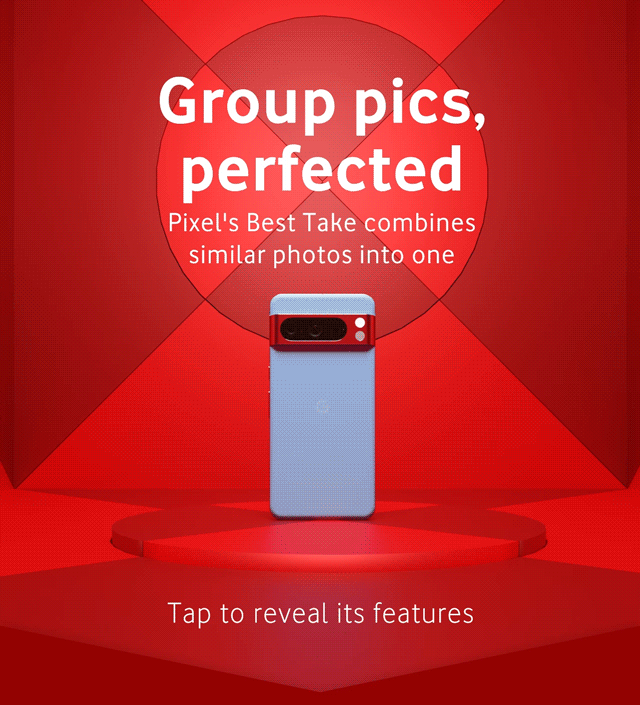 Group pics,
perfected
Pixel's Best Take combines
similar photos into one
Tap to reveal its features